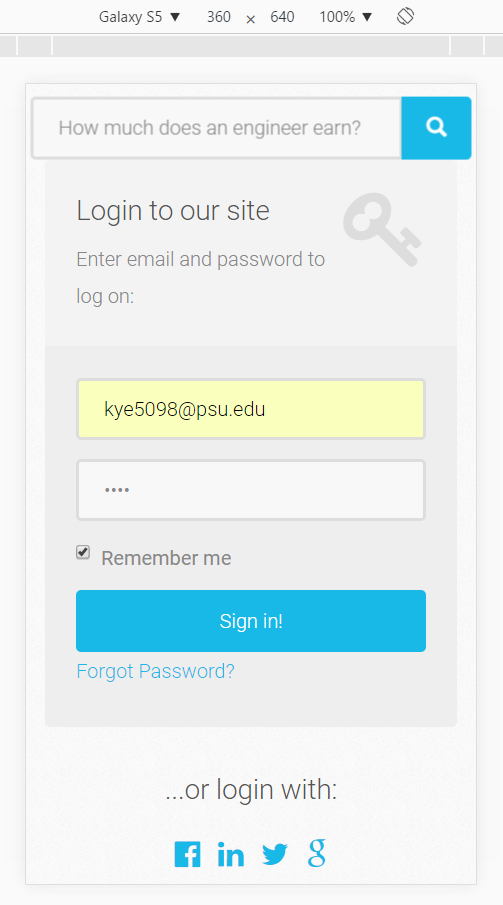 Galaxy S5 ▼ 360 × 640 100% ▼
How much does an engineer earn?
Login to our site
Enter email and password to
log on:
kye5098@psu.edu
••••
Remember me
Sign in!
Forgot Password?
...or login with: